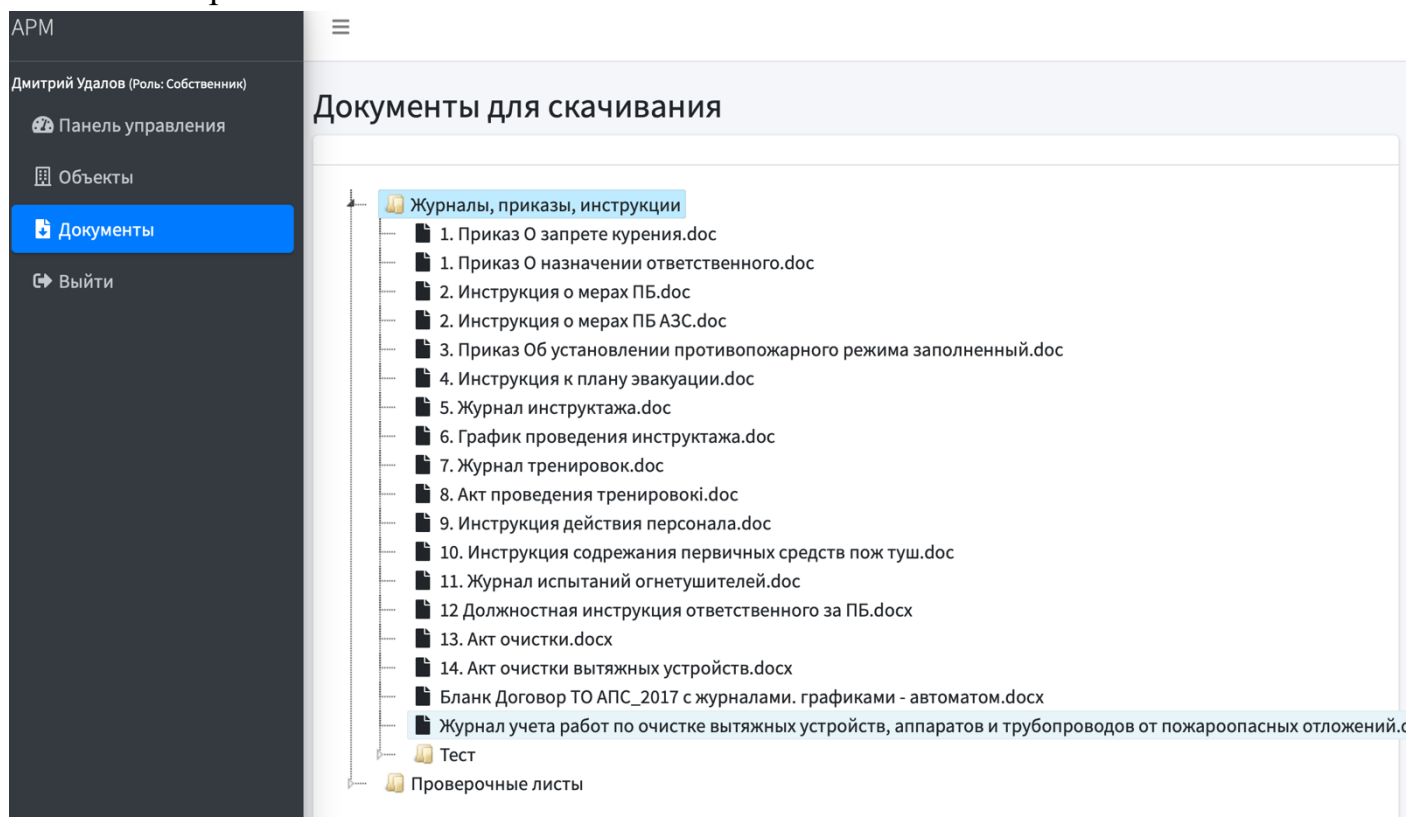 АРМ
Дмитрий Удалов (Роль: Собственник)
Панель управления
Объекты
Документы
Выйти
Документы для скачивания
Журналы, приказы, инструкции
1. Приказ О запрете курения.doc
1. Приказ О назначении ответственного.doc
2. Инструкция о мерах ПБ.doc
2. Инструкция о мерах ПБ АЗС.doc
3. Приказ Об установлении противопожарного режима заполненный.doc
4. Инструкция к плану эвакуации.doc
5. Журнал инструктажа.doc
6. График проведения инструктажа.doc
7. Журнал тренировок.doc
8. Акт проведения тренировокі.doc
9. Инструкция действия персонала.doc
10. Инструкция содрежания первичных средств пож туш.doc
11. Журнал испытаний огнетушителей.doc
12 Должностная инструкция ответственного за ПБ.docx
13. Акт очистки.docx
14. Акт очистки вытяжных устройств.docx
Бланк Договор ТО АПС_2017 с журналами. графиками - автоматом.docx
Журнал учета работ по очистке вытяжных устройств, аппаратов и трубопроводов от пожароопасных отложений.
Тест
Проверочные листы